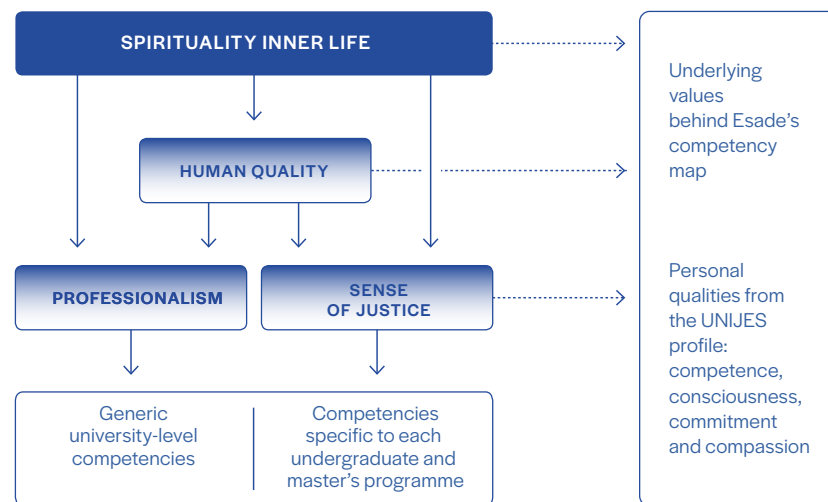 SPIRITUALITY INNER LIFE
HUMAN QUALITY
PROFESSIONALISM
SENSE
OF JUSTICE
Generic
university-level
competencies
Competencies
specific to each
undergraduate and
master's programme
Underlying
values
behind Esade's
competency
map
Personal
qualities from
the UNIJES
profile:
competence,
consciousness,
commitment
and compassion